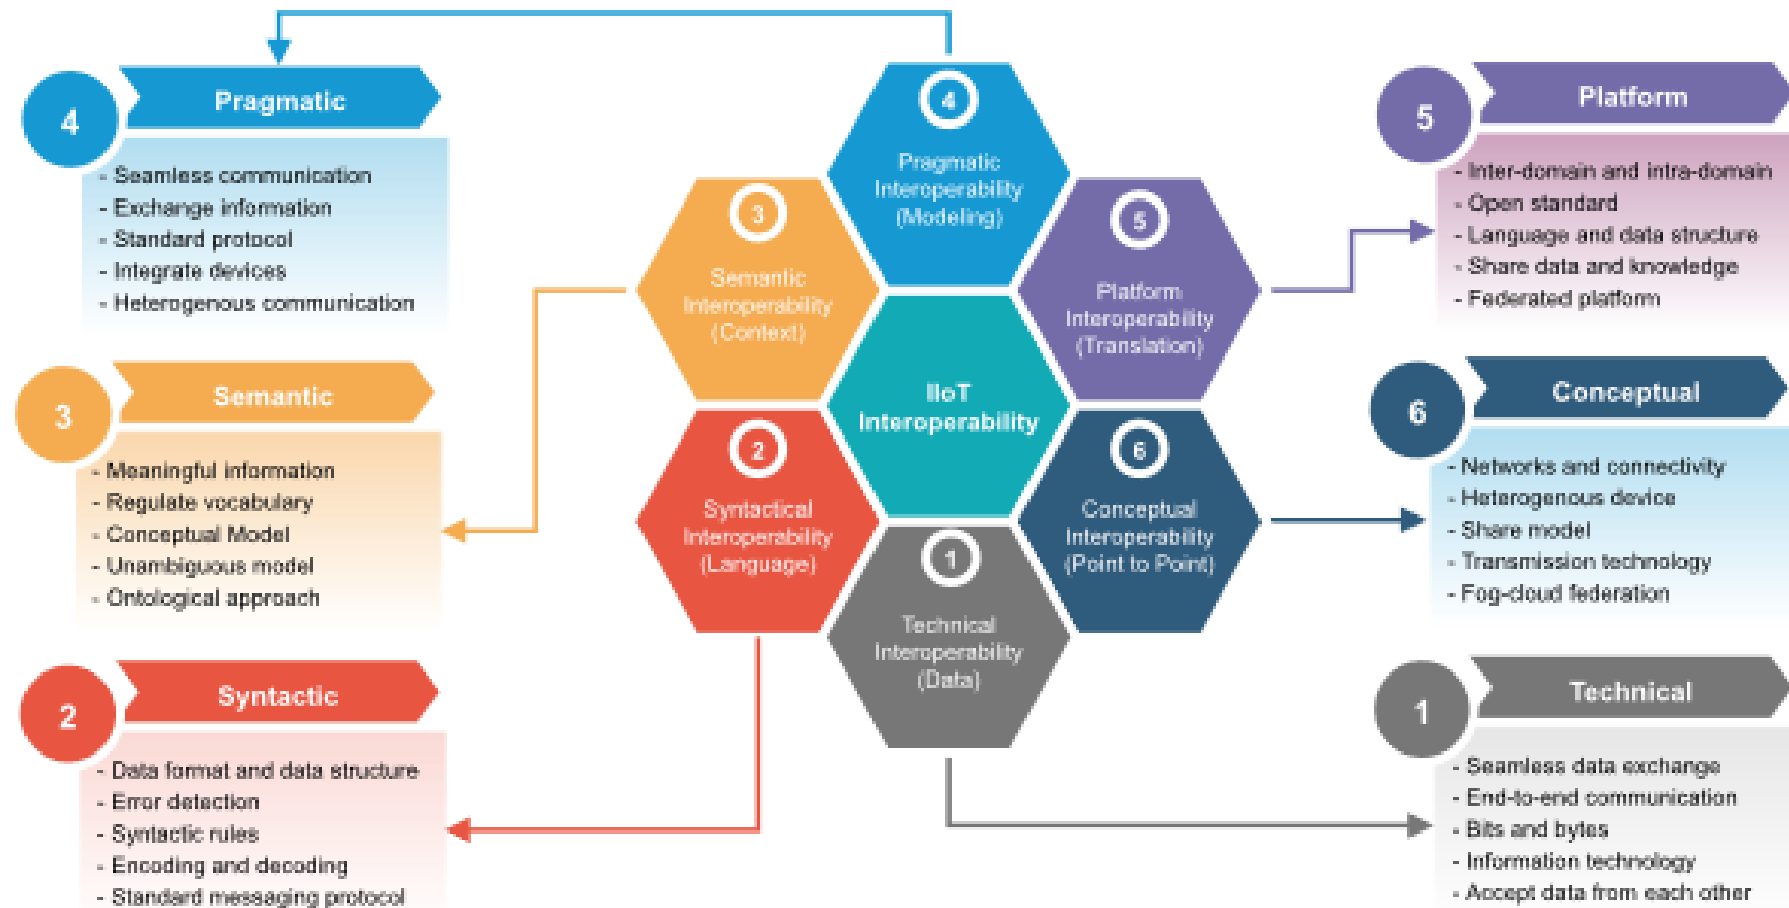 4
Pragmatic
- Seamless communication
- Exchange information
- Standard protocol
- Integrate devices
- Heterogenous communication
3
Semantic
- Meaningful information
- Regulate vocabulary
- Conceptual Model
- Unambiguous model
- Ontological approach
2
Syntactic
- Data format and data structure
- Error detection
- Syntactic rules
- Encoding and decoding
- Standard messaging protocol
4
Pragmatic
Interoperability
(Modeling)
3
Semantic
Interoperability
(Context)
5
Platform
Interoperability
(Translation)
IIoT
Interoperability
2
Syntactical
Interoperability
(Language)
6
Conceptual
Interoperability
(Point to Point)
1
Technical
Interoperability
(Data)
5
Platform
- Inter-domain and intra-domain
- Open standard
- Language and data structure
- Share data and knowledge
- Federated platform
6
Conceptual
- Networks and connectivity
- Heterogenous device
- Share model
- Transmission technology
- Fog-cloud federation
1
Technical
- Seamless data exchange
- End-to-end communication
- Bits and bytes
- Information technology
- Accept data from each other